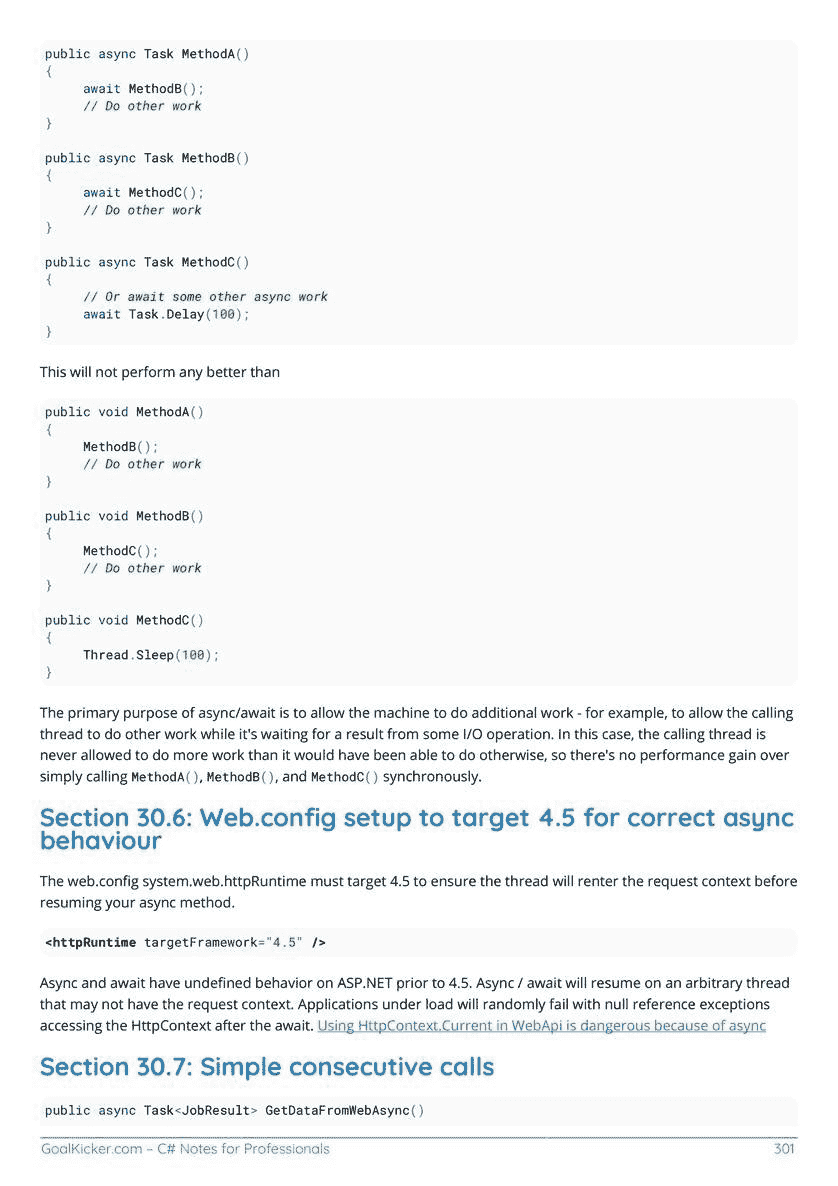 public async Task MethodA()
{
     await MethodB();
     // Do other work
}

public async Task MethodB()
{
     await MethodC();
     // Do other work
}

public async Task MethodC()
{
     // Or await some other async work
     await Task.Delay(100);
}

This will not perform any better than

public void MethodA()
{
     MethodB();
     // Do other work
}

public void MethodB()
{
     MethodC();
     // Do other work
}

public void MethodC()
{
     Thread.Sleep(100);
}

The primary purpose of async/await is to allow the machine to do additional work - for example, to allow the calling
thread to do other work while it's waiting for a result from some I/O operation. In this case, the calling thread is
never allowed to do more work than it would have been able to do otherwise, so there's no performance gain over
simply calling MethodA(), MethodB(), and MethodC() synchronously.

Section 30.6: Web.config setup to target 4.5 for correct async
behaviour

The web.config system.web.httpRuntime must target 4.5 to ensure the thread will renter the request context before
resuming your async method.

<httpRuntime targetFramework="4.5" />

Async and await have undefined behavior on ASP.NET prior to 4.5. Async / await will resume on an arbitrary thread
that may not have the request context. Applications under load will randomly fail with null reference exceptions
accessing the HttpContext after the await. Using HttpContext.Current in WebApi is dangerous because of async

Section 30.7: Simple consecutive calls

public async Task<JobResult> GetDataFromWebAsync()

GoalKicker.com – C# Notes for Professionals 301